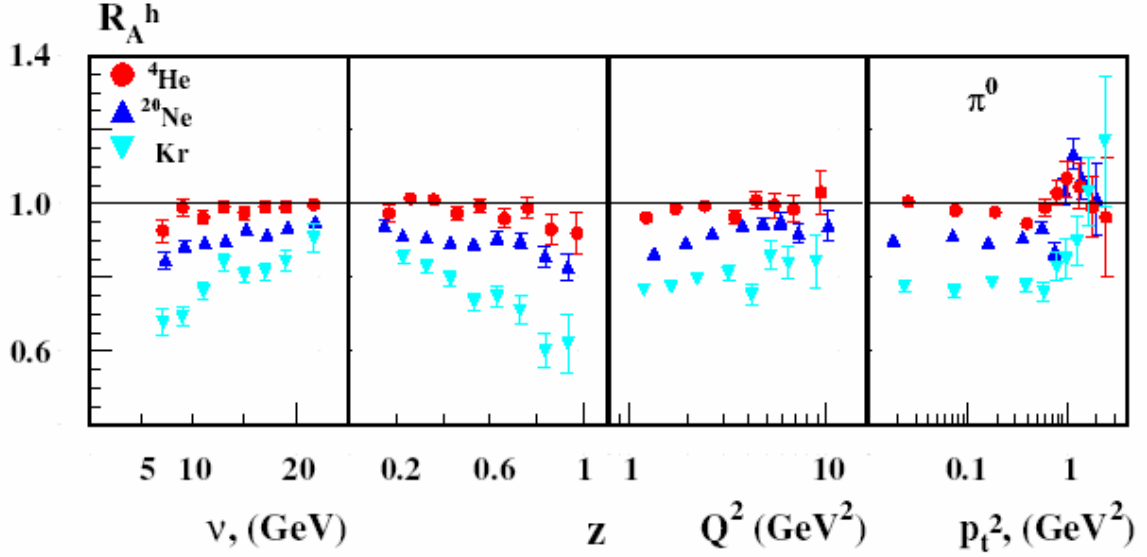 R_A^h
1.4
⁴He
²⁰Ne
Kr
π⁰
1.0
0.6
5 10 20 0.2 0.6 1 1 10 0.1 1
ν, (GeV) z Q² (GeV²) p_t², (GeV²)